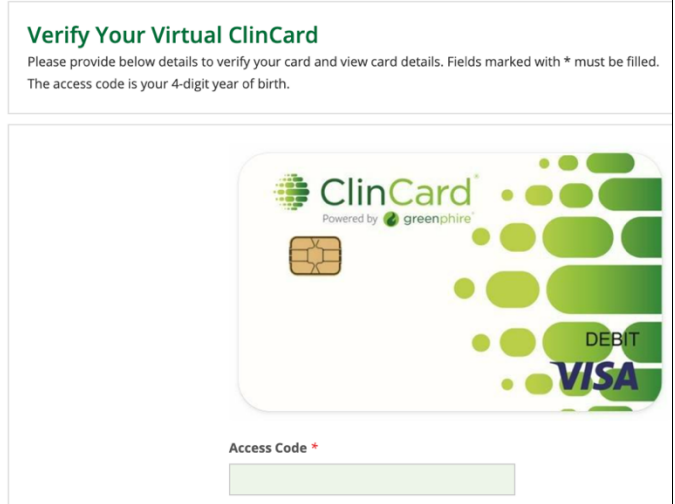 Verify Your Virtual ClinCard
Please provide below details to verify your card and view card details. Fields marked with * must be filled.
The access code is your 4-digit year of birth.
ClinCard
Powered by greenphire
DEBIT
VISA
Access Code *